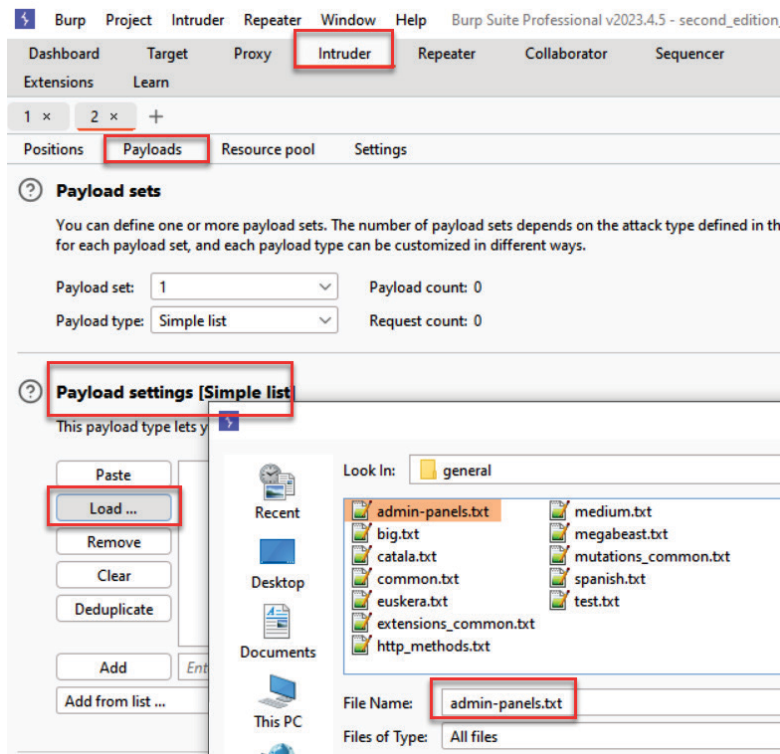 Burp Project Intruder Repeater Window Help Burp Suite Professional v2023.4.5 - second_edition_
Dashboard Target Proxy Intruder Repeater Collaborator Sequencer
Extensions Learn
1 × 2 × +
Positions Payloads Resource pool Settings
? Payload sets
You can define one or more payload sets. The number of payload sets depends on the attack type defined in th
for each payload set, and each payload type can be customized in different ways.
Payload set: 1 Payload count: 0
Payload type: Simple list Request count: 0
? Payload settings [Simple list]
This payload type lets y
Paste
Load ...
Remove
Clear
Deduplicate
Add Ent
Add from list ...
Look In: general
Recent
Desktop
Documents
This PC
admin-panels.txt
big.txt
catala.txt
common.txt
euskera.txt
extensions_common.txt
http_methods.txt
medium.txt
megabeast.txt
mutations_common.txt
spanish.txt
test.txt
File Name: admin-panels.txt
Files of Type: All files